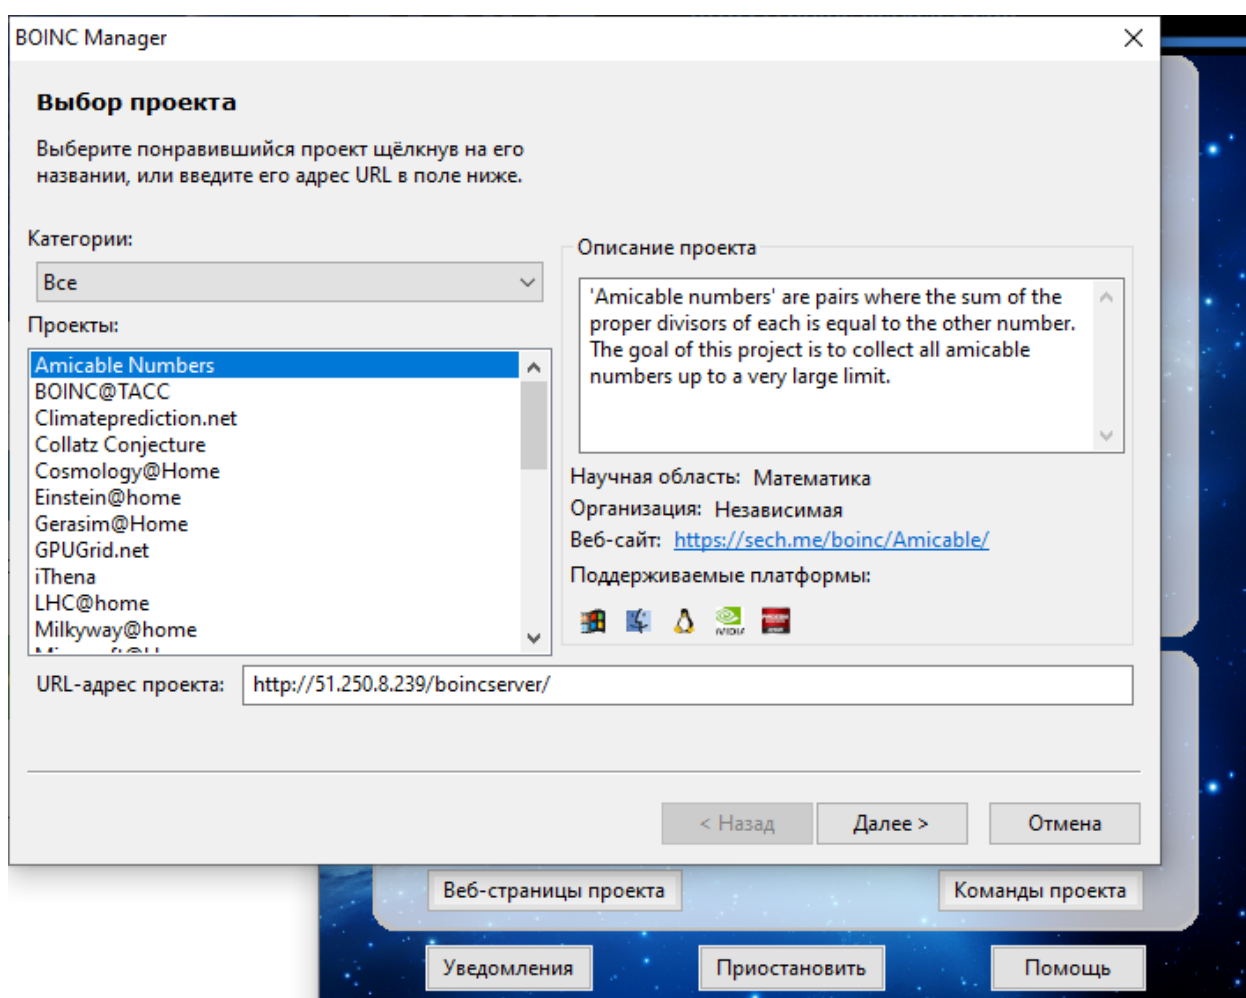 BOINC Manager
Выбор проекта
Выберите понравившийся проект щёлкнув на его
названии, или введите его адрес URL в поле ниже.
Категории:
Все
Проекты:
Amicable Numbers
BOINC@TACC
Climateprediction.net
Collatz Conjecture
Cosmology@Home
Einstein@home
Gerasim@Home
GPUGrid.net
iThena
LHC@home
Milkyway@home
Описание проекта
'Amicable numbers' are pairs where the sum of the
proper divisors of each is equal to the other number.
The goal of this project is to collect all amicable
numbers up to a very large limit.
Научная область: Математика
Организация: Независимая
Веб-сайт: https://sech.me/boinc/Amicable/
Поддерживаемые платформы:
NVIDIA
URL-адрес проекта: http://51.250.8.239/boincserver/
< Назад Далее > Отмена
Веб-страницы проекта Команды проекта
Уведомления Приостановить Помощь